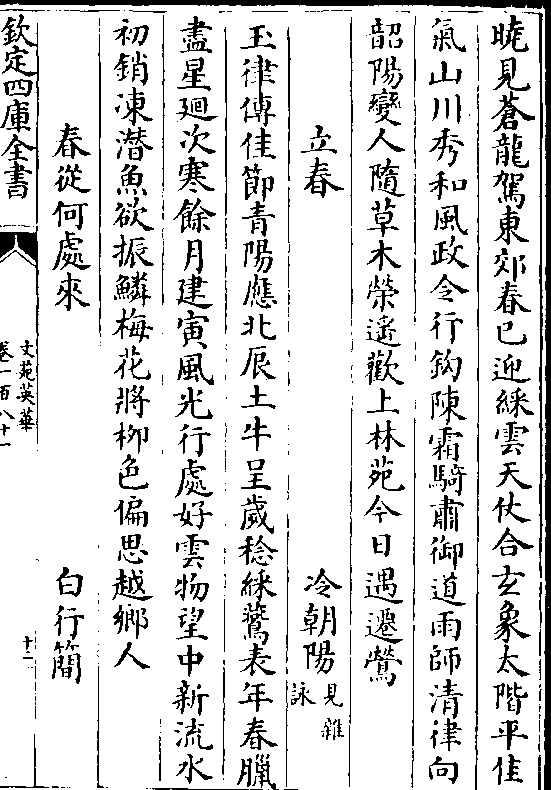 曉見蒼龍駕東郊春已迎綵雲天仗合玄象太階平佳
氣山川秀和風政令行鈎陳霜騎肅御道雨師清律向
韶陽變人隨草木榮遙歡上林苑今日遇遷鶯
立春 冷朝陽 見雜詠
玉律傳佳節青陽應北辰土牛呈歲稔綵鷰表年春臘
盡星廻次寒餘月建寅風光行處好雲物望中新流水
初銷凍潛魚欲振鱗梅花將柳色偏思越鄉人
春從何處來 白行簡
欽定四庫全書
文苑英華
卷一百八十一
十一